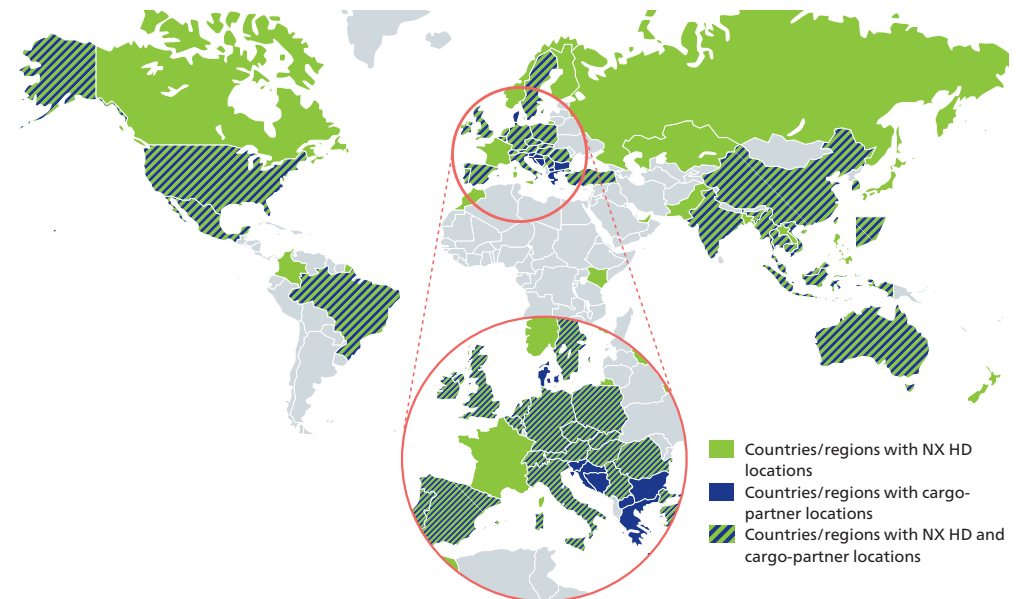 Countries/regions with NX HD
locations
Countries/regions with cargo-
partner locations
Countries/regions with NX HD and
cargo-partner locations